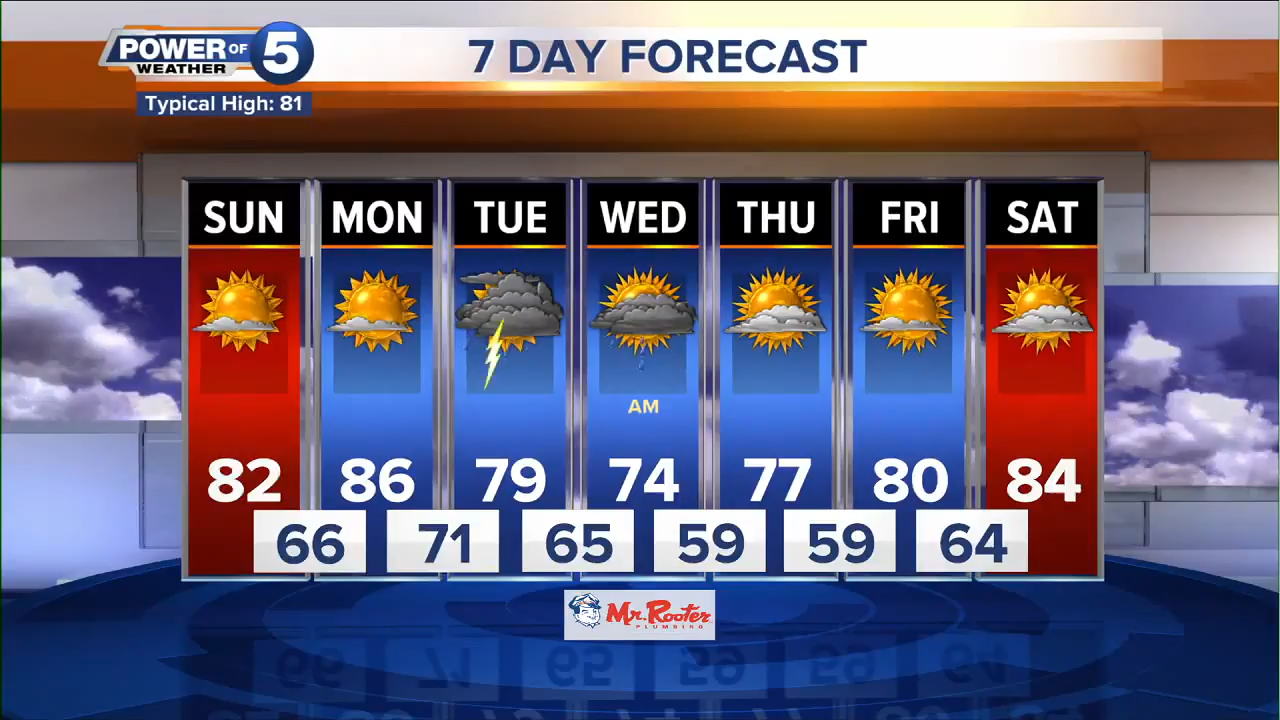 POWER OF 5
WEATHER
7 DAY FORECAST
Typical High: 81
SUN MON TUE WED THU FRI SAT
AM
82 86 79 74 77 80 84
66 71 65 59 59 64
Mr. Rooter
PLUMBING